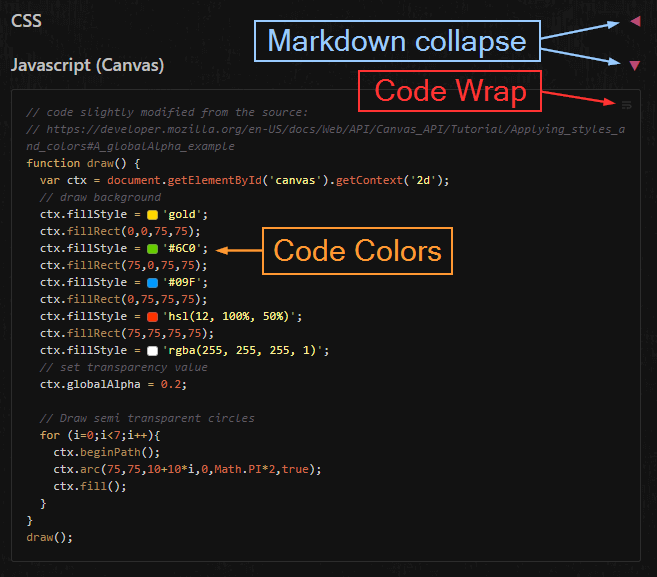 CSS
Markdown collapse
Javascript (Canvas)
Code Wrap
// code slightly modified from the source:
// https://developer.mozilla.org/en-US/docs/Web/API/Canvas_API/Tutorial/Applying_styles_a
nd_colors#A_globalAlpha_example
function draw() {
  var ctx = document.getElementById('canvas').getContext('2d');
  // draw background
  ctx.fillStyle = 'gold';
  ctx.fillRect(0,0,75,75);
  ctx.fillStyle = '#6C0';
  ctx.fillRect(75,0,75,75);
  ctx.fillStyle = '#09F';
  ctx.fillRect(0,75,75,75);
  ctx.fillStyle = 'hsl(12, 100%, 50%)';
  ctx.fillRect(75,75,75,75);
  ctx.fillStyle = 'rgba(255, 255, 255, 1)';
  // set transparency value
  ctx.globalAlpha = 0.2;
Code Colors
  // Draw semi transparent circles
  for (i=0;i<7;i++){
    ctx.beginPath();
    ctx.arc(75,75,10+10*i,0,Math.PI*2,true);
    ctx.fill();
  }
}
draw();